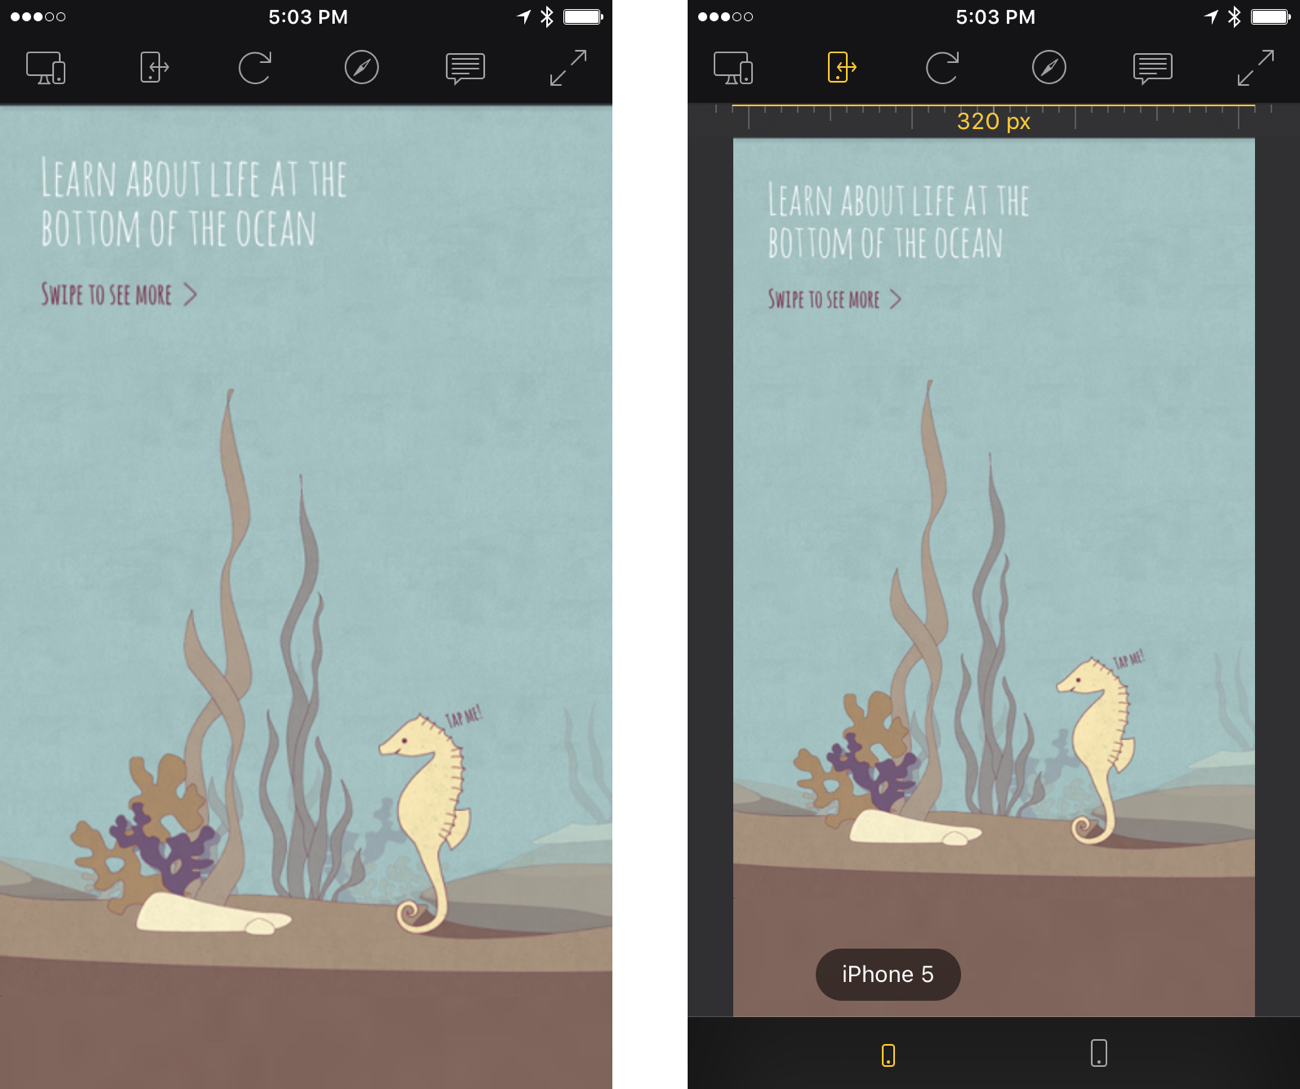 5:03 PM
LEARN ABOUT LIFE AT THE
BOTTOM OF THE OCEAN
SWIPE TO SEE MORE
TAP ME!
5:03 PM
320 px
LEARN ABOUT LIFE AT THE
BOTTOM OF THE OCEAN
SWIPE TO SEE MORE
TAP ME!
iPhone 5